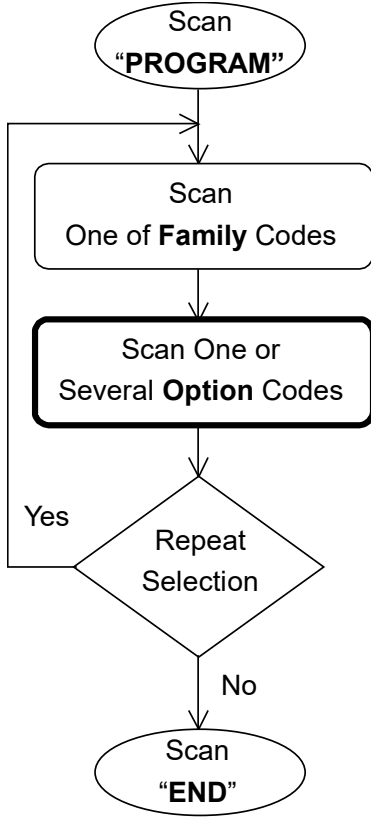 Scan
“PROGRAM”
Scan
One of Family Codes
Scan One or
Several Option Codes
Yes
Repeat
Selection
No
Scan
“END”